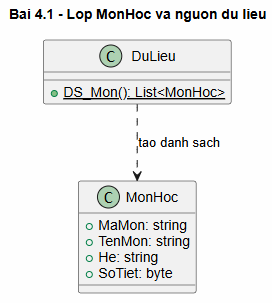 Bai 4.1 - Lop MonHoc va nguon du lieu
C DuLieu
DS_Mon(): List<MonHoc>
tao danh sach
C MonHoc
MaMon: string
TenMon: string
He: string
SoTiet: byte